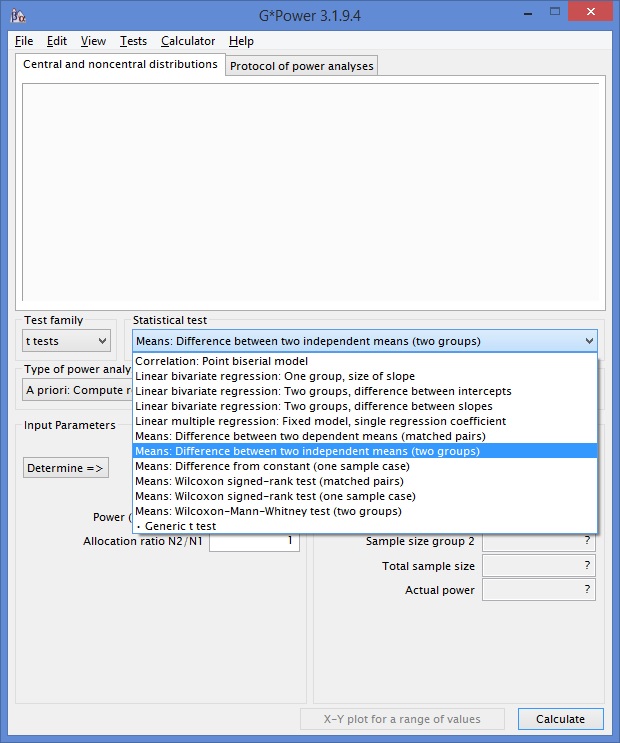 G*Power 3.1.9.4
File Edit View Tests Calculator Help
Central and noncentral distributions Protocol of power analyses
Test family Statistical test
t tests Means: Difference between two independent means (two groups)
Correlation: Point biserial model
Type of power analy
Linear bivariate regression: One group, size of slope
A priori: Compute r
Linear bivariate regression: Two groups, difference between intercepts
Linear bivariate regression: Two groups, difference between slopes
Linear multiple regression: Fixed model, single regression coefficient
Input Parameters
Means: Difference between two dependent means (matched pairs)
Means: Difference between two independent means (two groups)
Determine => Means: Difference from constant (one sample case)
Means: Wilcoxon signed-rank test (matched pairs)
Means: Wilcoxon signed-rank test (one sample case)
Means: Wilcoxon-Mann-Whitney test (two groups)
Power (
· Generic t test
Allocation ratio N2/N1 1 Sample size group 2 ?
Total sample size ?
Actual power ?
X-Y plot for a range of values Calculate